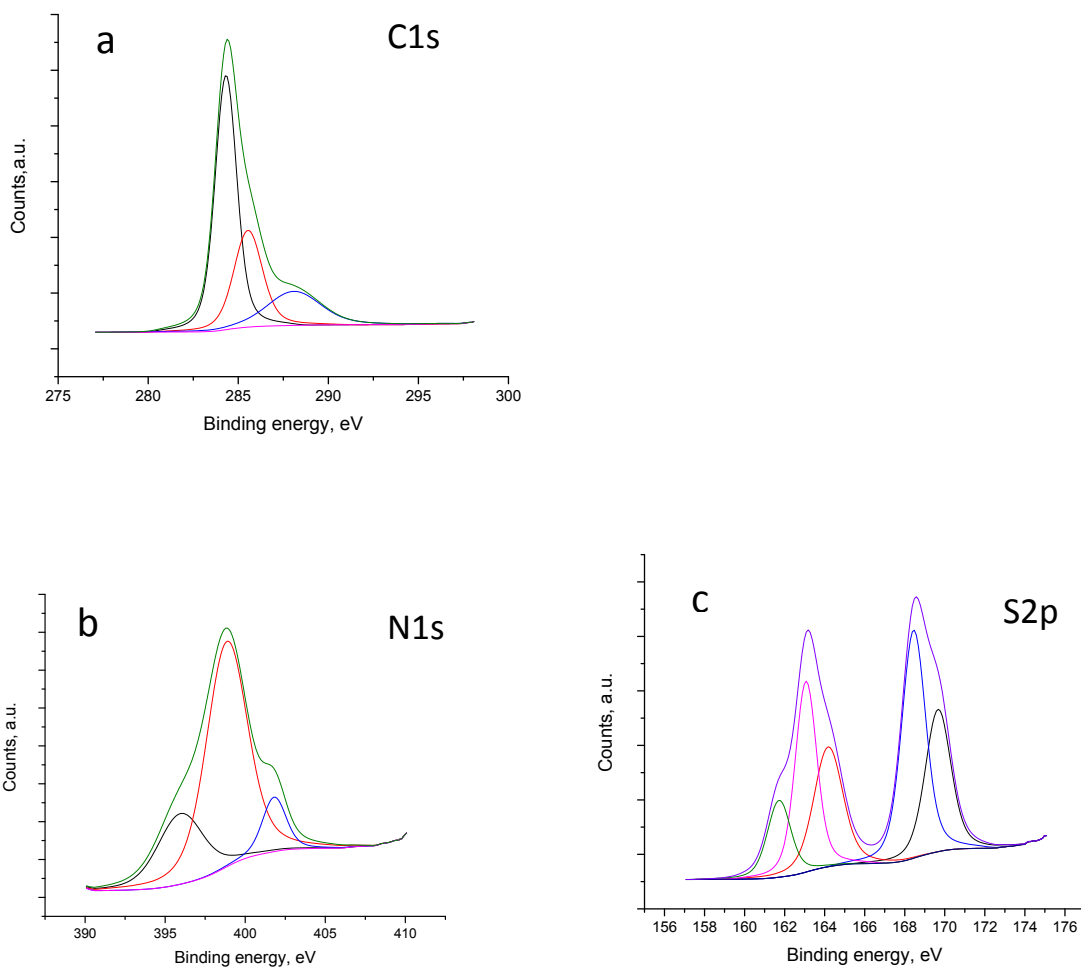 a
C1s
Counts,a.u.
275 280 285 290 295 300
Binding energy, eV
b
N1s
Counts, a.u.
390 395 400 405 410
Binding energy, eV
c
S2p
Counts, a.u.
156 158 160 162 164 166 168 170 172 174 176
Binding energy, eV